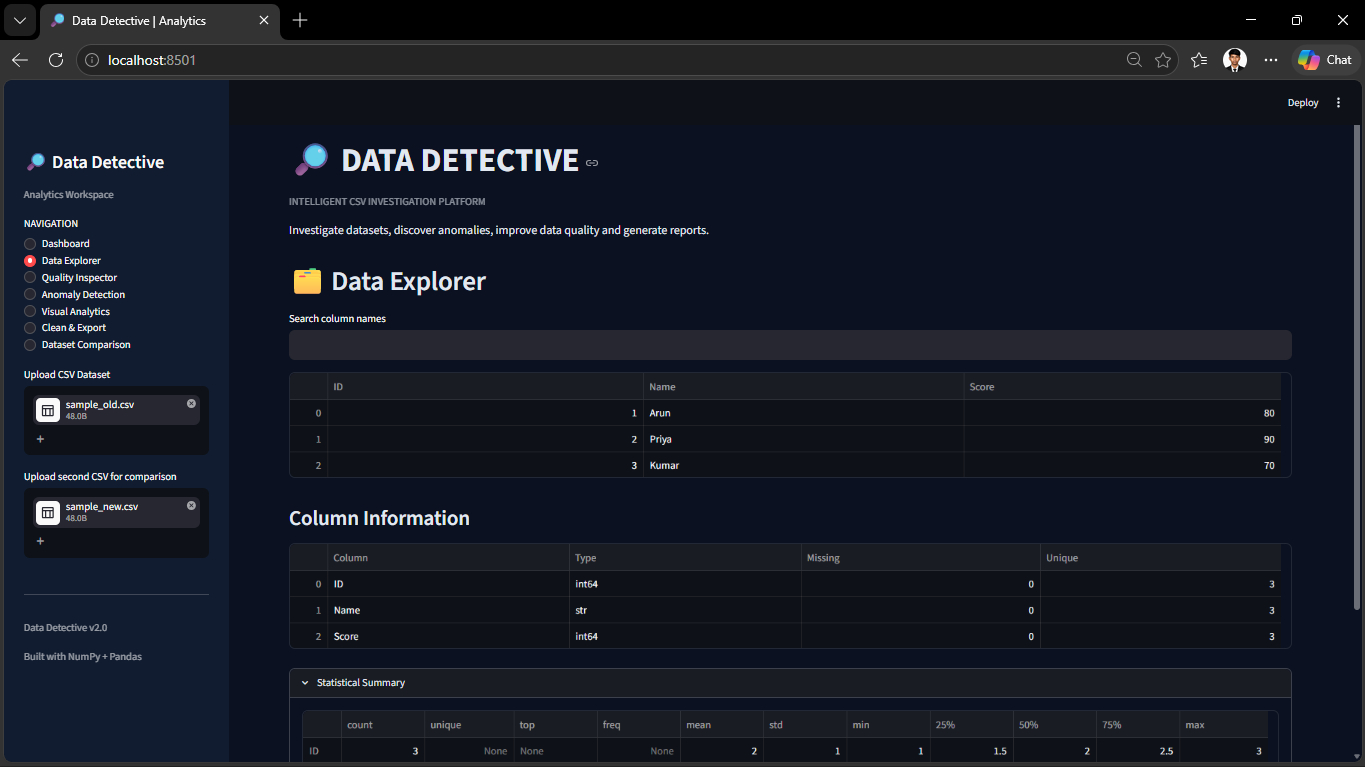 Data Detective | Analytics
localhost:8501
Chat
Deploy
Data Detective
Analytics Workspace
NAVIGATION
Dashboard
Data Explorer
Quality Inspector
Anomaly Detection
Visual Analytics
Clean & Export
Dataset Comparison
Upload CSV Dataset
sample_old.csv
48.0B
+
Upload second CSV for comparison
sample_new.csv
48.0B
+
Data Detective v2.0
Built with NumPy + Pandas
DATA DETECTIVE
INTELLIGENT CSV INVESTIGATION PLATFORM
Investigate datasets, discover anomalies, improve data quality and generate reports.
Data Explorer
Search column names
ID Name Score
0 1 Arun 80
1 2 Priya 90
2 3 Kumar 70
Column Information
Column Type Missing Unique
0 ID int64 0 3
1 Name str 0 3
2 Score int64 0 3
Statistical Summary
count unique top freq mean std min 25% 50% 75% max
ID 3 None None None 2 1 1 1.5 2 2.5 3